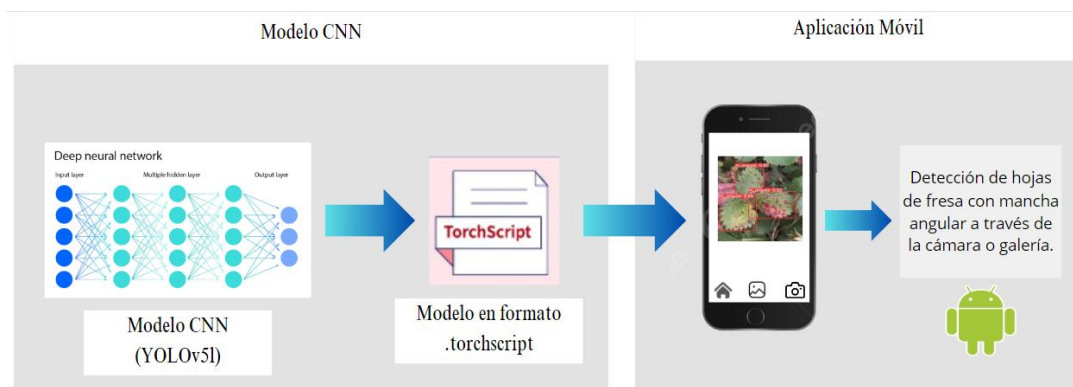 Modelo CNN
Aplicación Móvil
Deep neural network
Input layer
Multiple hidden layer
Output layer
TorchScript
Modelo CNN
(YOLOv5l)
Modelo en formato
.torchscript
Detección de hojas
de fresa con mancha
angular a través de
la cámara o galería.